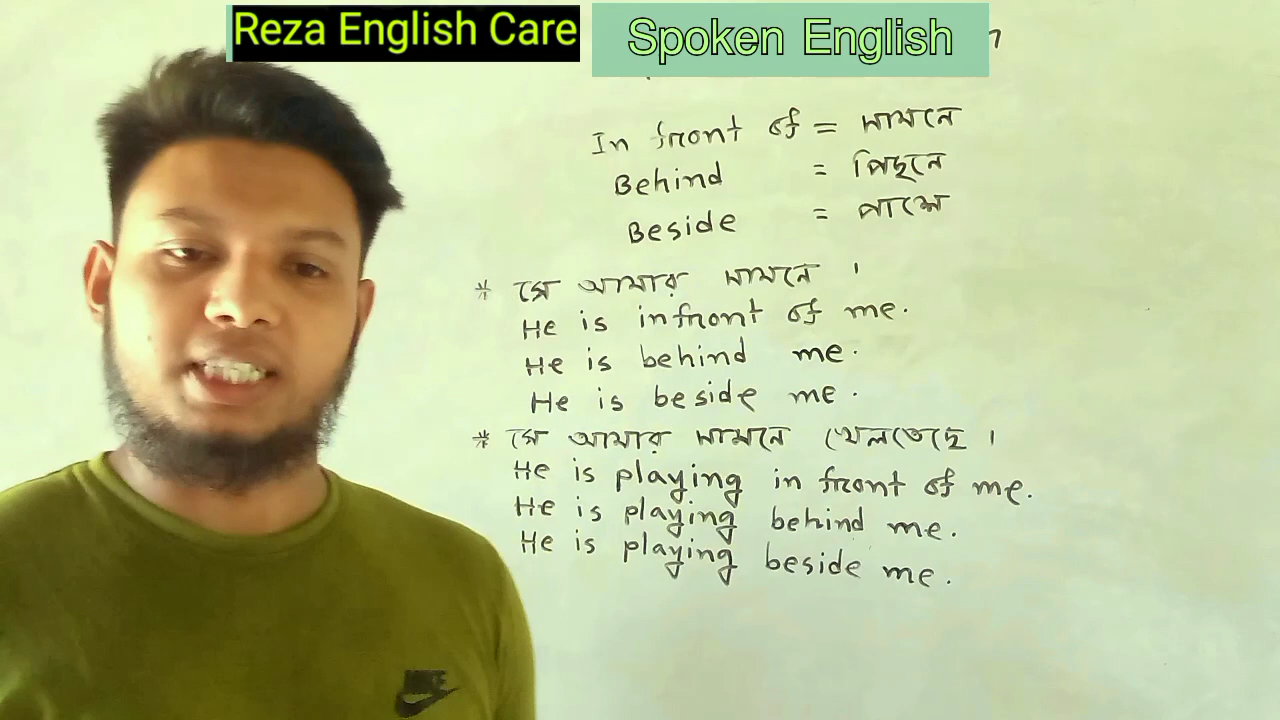 Reza English Care
Spoken English
In front of = সামনে
Behind = পিছনে
Beside = পাশে
* সে আমার সামনে ।
He is infront of me.
He is behind me.
He is beside me.
* সে আমার সামনে খেলতেছে ।
He is playing in front of me.
He is playing behind me.
He is playing beside me.
NIKE